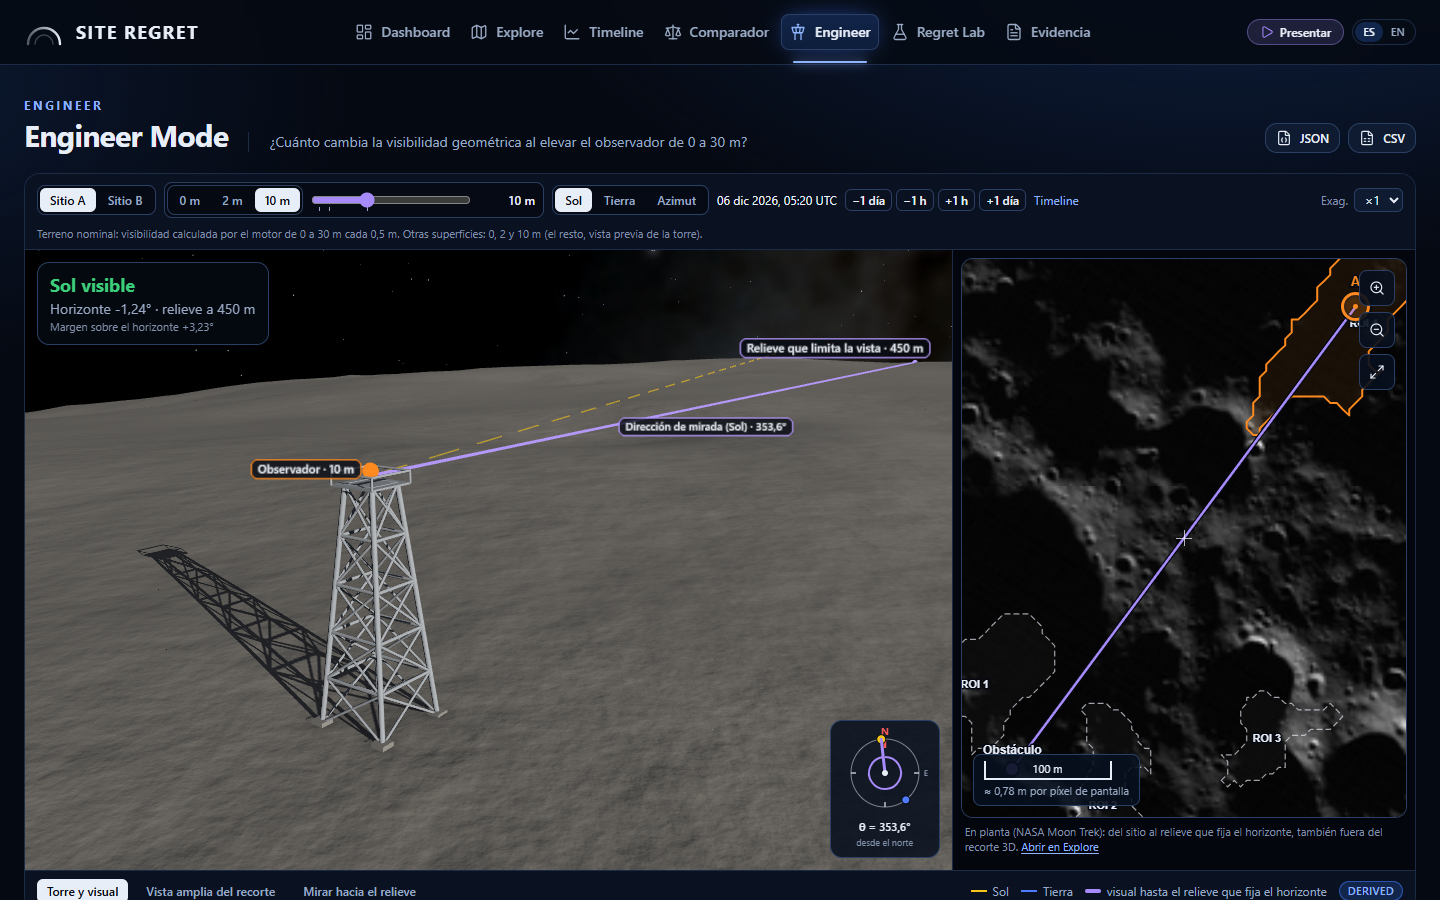 SITE REGRET
Dashboard
Explore
Timeline
Comparador
Engineer
Regret Lab
Evidencia
Presentar
ES
EN
ENGINEER
Engineer Mode
¿Cuánto cambia la visibilidad geométrica al elevar el observador de 0 a 30 m?
JSON
CSV
Sitio A
Sitio B
0 m
2 m
10 m
10 m
Sol
Tierra
Azimut
06 dic 2026, 05:20 UTC
−1 día
−1 h
+1 h
+1 día
Timeline
Exag.
×1
Terreno nominal: visibilidad calculada por el motor de 0 a 30 m cada 0,5 m. Otras superficies: 0, 2 y 10 m (el resto, vista previa de la torre).
Sol visible
Horizonte -1,24° · relieve a 450 m
Margen sobre el horizonte +3,23°
Relieve que limita la vista · 450 m
Dirección de mirada (Sol) · 353,6°
Observador · 10 m
N
E
θ = 353,6°
desde el norte
A
ROI 1
ROI 3
Obstáculo
100 m
≈ 0,78 m por píxel de pantalla
ROI 2
En planta (NASA Moon Trek): del sitio al relieve que fija el horizonte, también fuera del
recorte 3D. Abrir en Explore
Torre y visual
Vista amplia del recorte
Mirar hacia el relieve
Sol
Tierra
visual hasta el relieve que fija el horizonte
DERIVED